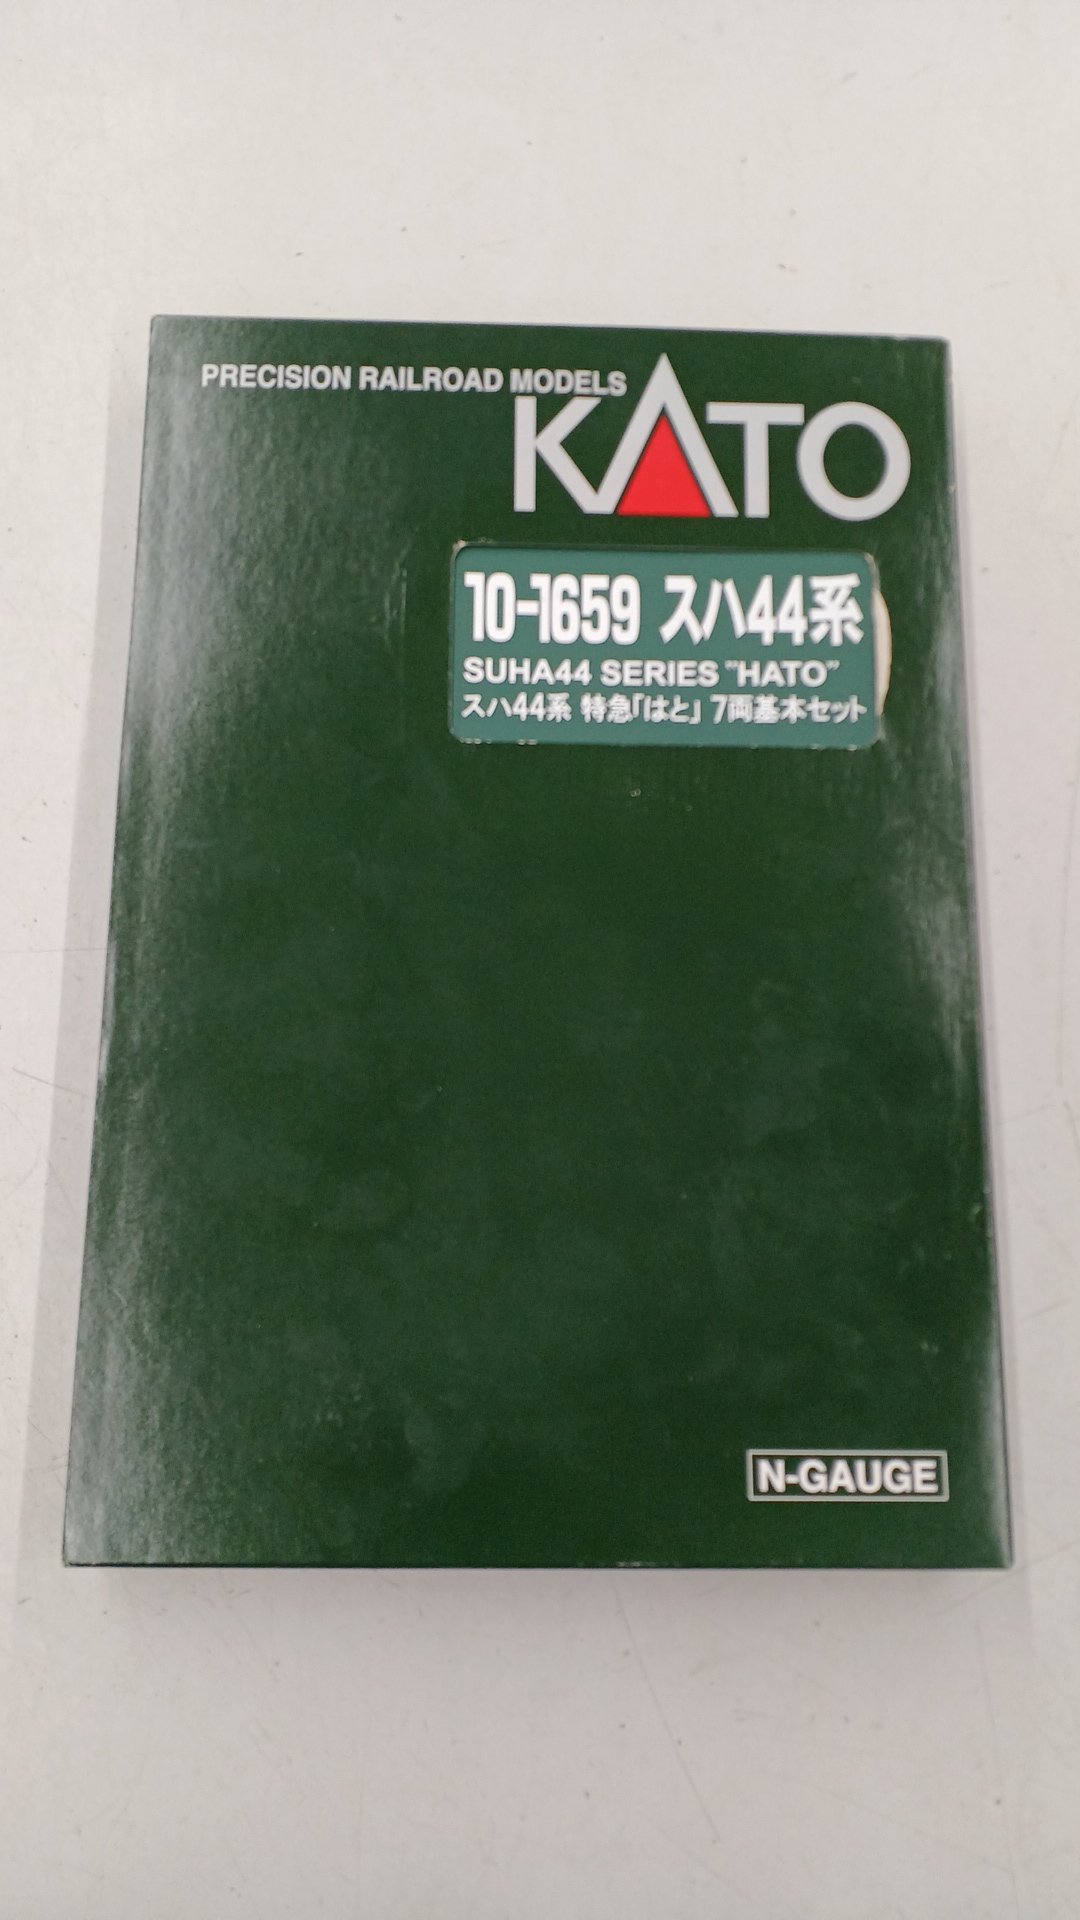 PRECISION RAILROAD MODELS
KATO
10-1659 スハ44系
SUHA44 SERIES "HATO"
スハ44系 特急「はと」 7両基本セット
N-GAUGE